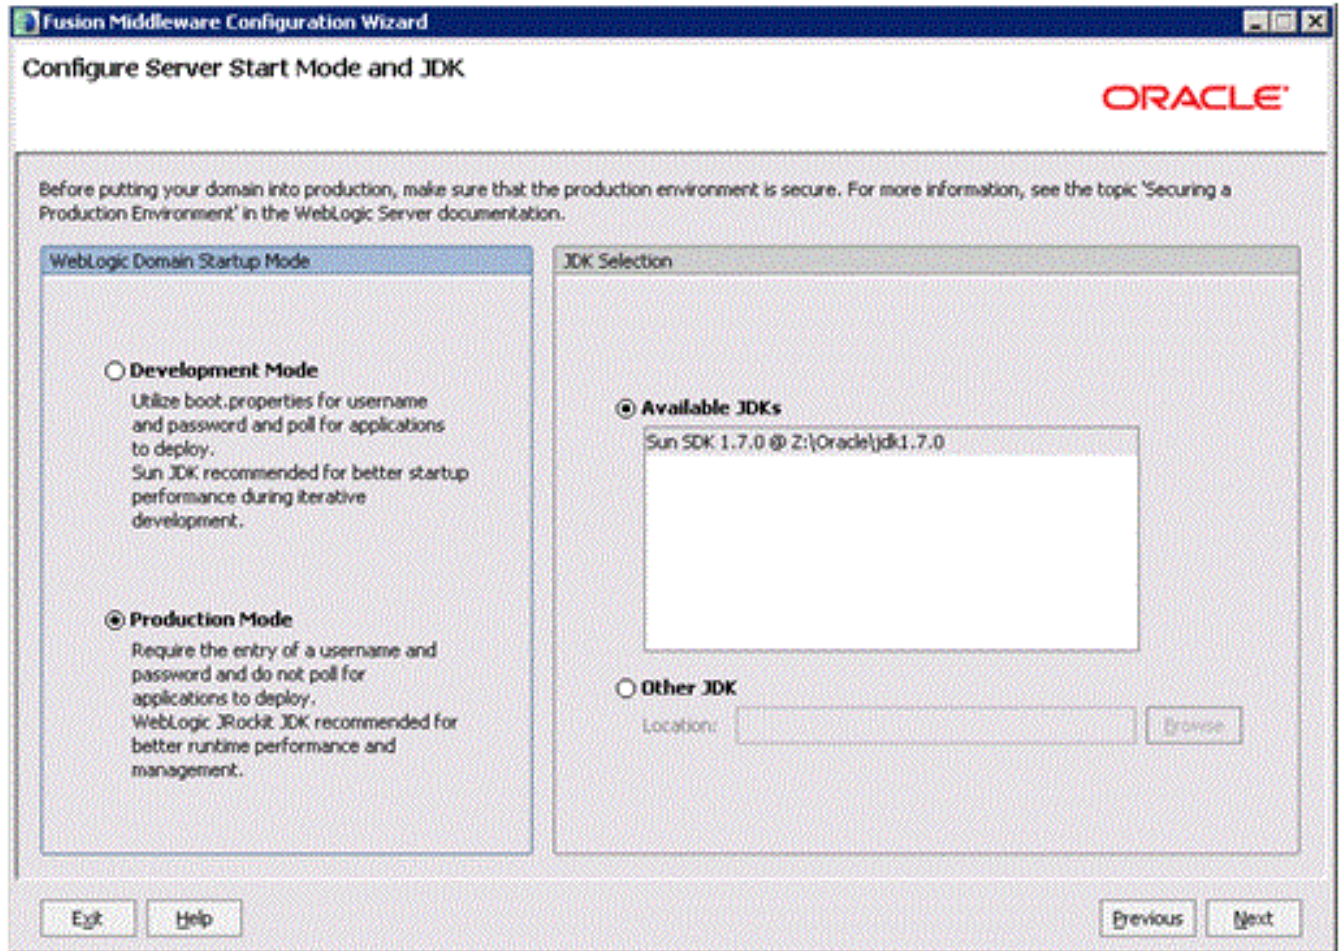 Fusion Middleware Configuration Wizard
Configure Server Start Mode and JDK
ORACLE
Before putting your domain into production, make sure that the production environment is secure. For more information, see the topic 'Securing a
Production Environment' in the WebLogic Server documentation.
WebLogic Domain Startup Mode
Development Mode
Utilize boot.properties for username
and password and poll for applications
to deploy.
Sun JDK recommended for better startup
performance during iterative
development.
Production Mode
Require the entry of a username and
password and do not poll for
applications to deploy.
WebLogic JRockit JDK recommended for
better runtime performance and
management.
JDK Selection
Available JDKs
Sun SDK 1.7.0 @ Z:\Oracle\jdk1.7.0
Other JDK
Location:
Browse
Exit
Help
Previous
Next